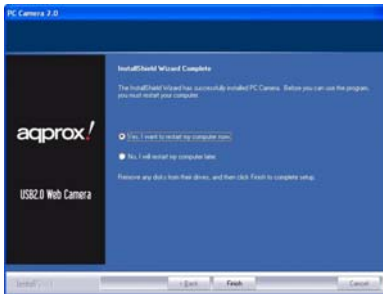 PC Camera 2.0
InstallShield Wizard Complete
The InstallShield Wizard has successfully installed PC Camera. Before you can use the program,
you must restart your computer.
aqprox!
Yes, I want to restart my computer now.
No, I will restart my computer later.
Remove any disks from their drives, and then click Finish to complete setup.
USB2.0 Web Camera
InstallShield
< Back Finish Cancel